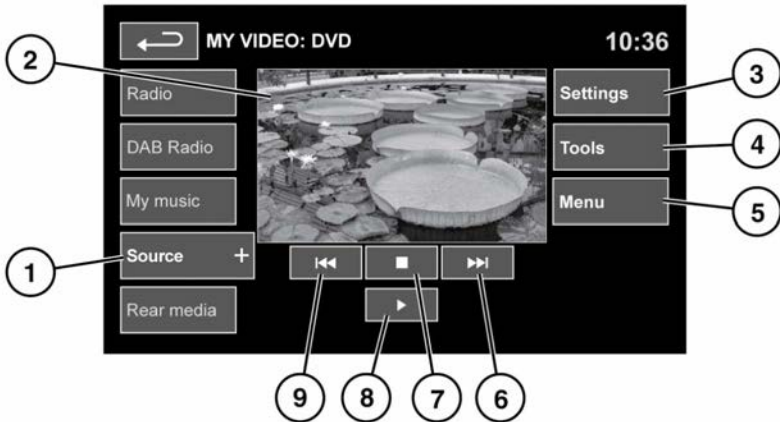 MY VIDEO: DVD 10:36
2
3
Radio
Settings
DAB Radio
Tools
4
My music
Menu
5
Source +
1
Rear media
9 8 7 6